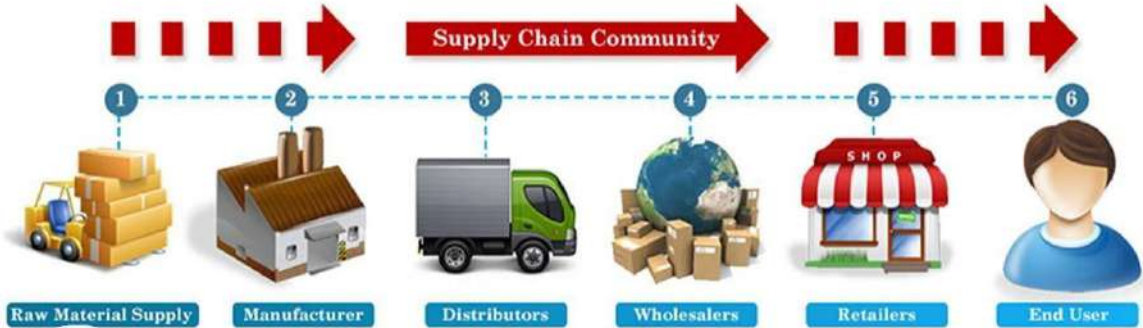 Supply Chain Community
1 2 3 4 5 6
SHOP
Raw Material Supply Manufacturer Distributors Wholesalers Retailers End User